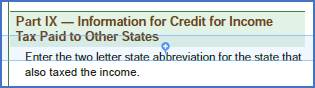 Part IX — Information for Credit for Income
Tax Paid to Other States
Enter the two letter state abbreviation for the state that
also taxed the income.